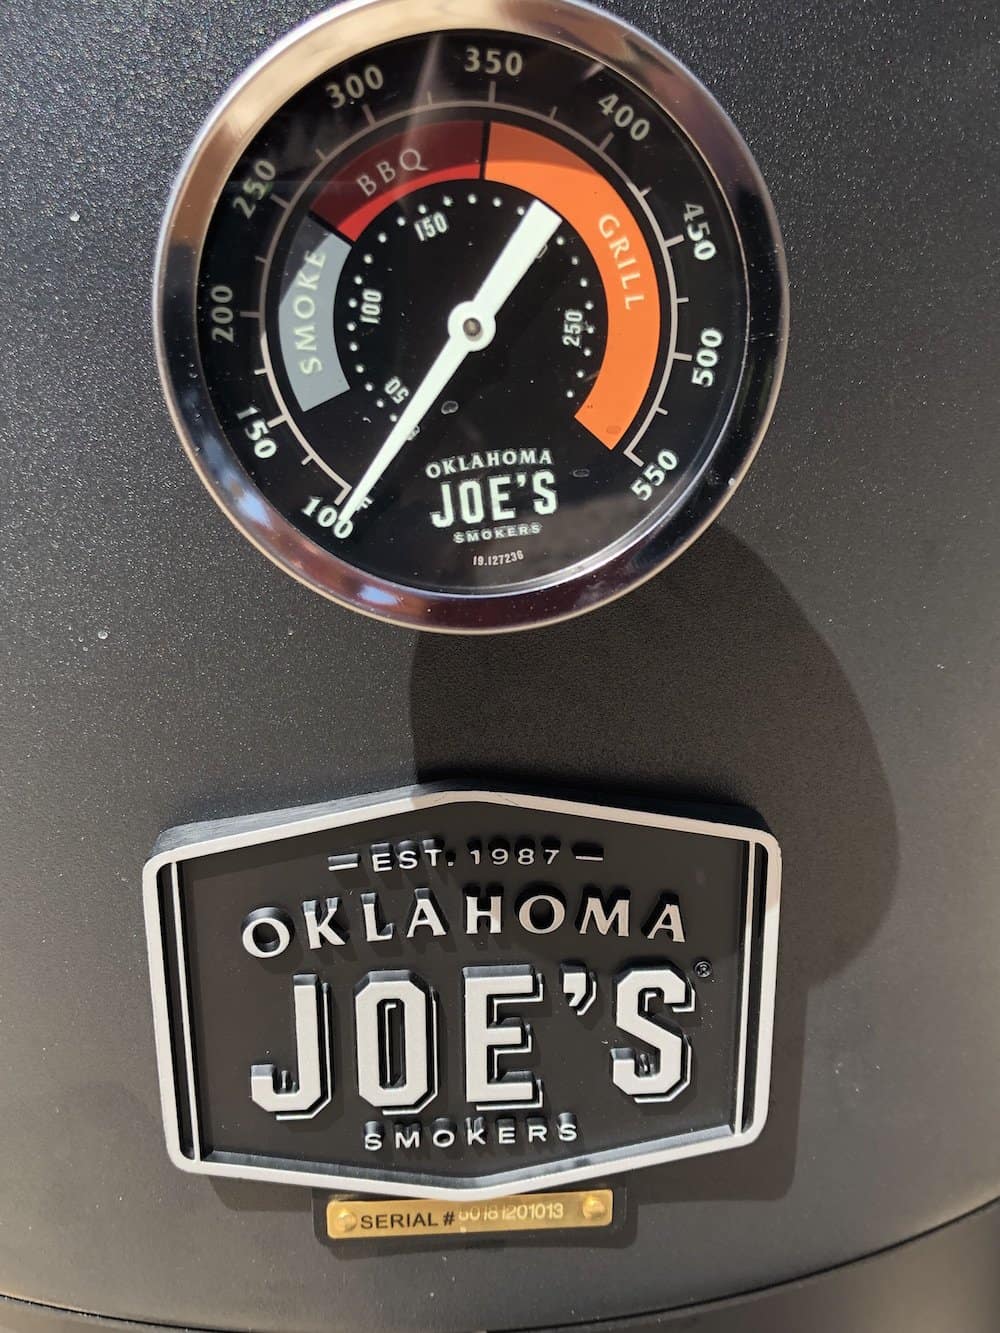 350
300
400
250
450
200
500
150
550
100
F
BBQ
SMOKE
GRILL
150
100
250
50
OKLAHOMA
JOE'S
SMOKERS
19.127236
EST. 1987
OKLAHOMA
JOE'S®
SMOKERS
SERIAL # 60181201013